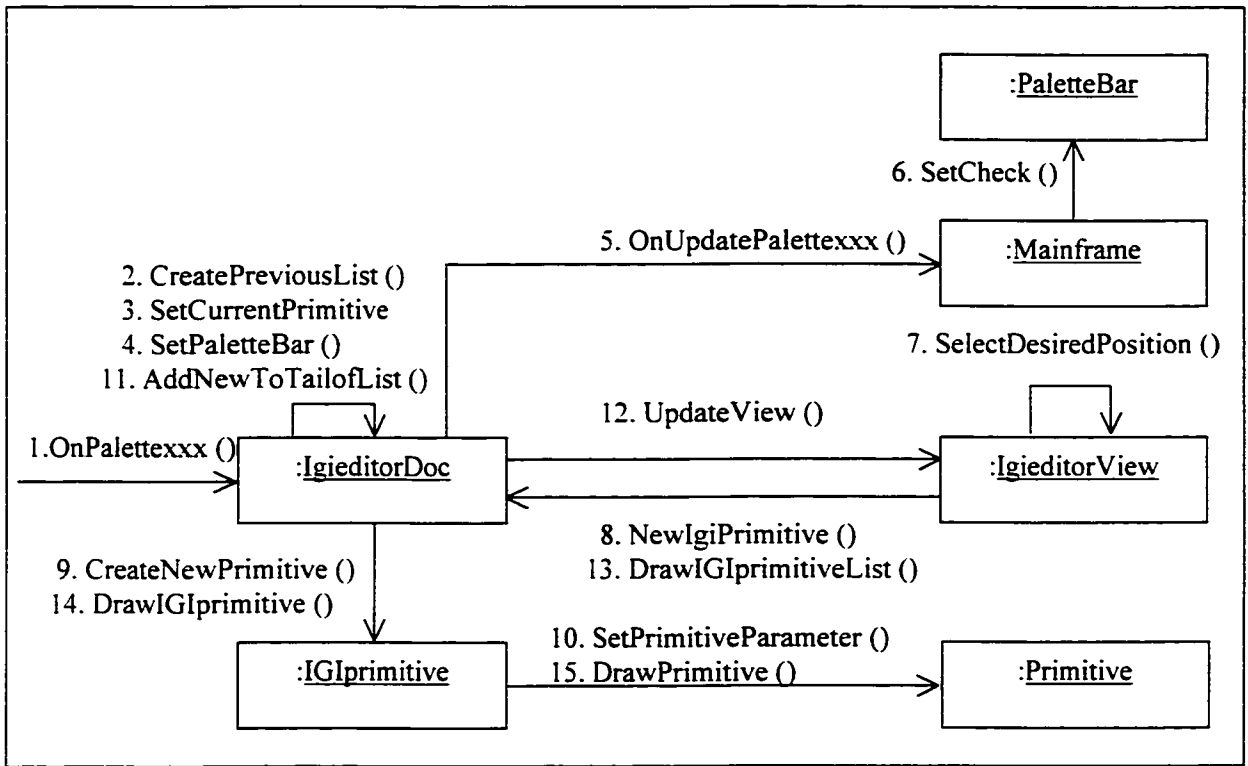 :PaletteBar
6. SetCheck ()
5. OnUpdatePalettexxx ()
:Mainframe
2. CreatePreviousList ()
3. SetCurrentPrimitive
4. SetPaletteBar ()
11. AddNewToTailofList ()
7. SelectDesiredPosition ()
12. UpdateView ()
1.OnPalettexxx ()
:IgieditorDoc
:IgieditorView
8. NewIgiPrimitive ()
13. DrawIGIprimitiveList ()
9. CreateNewPrimitive ()
14. DrawIGIprimitive ()
10. SetPrimitiveParameter ()
15. DrawPrimitive ()
:IGIprimitive
:Primitive